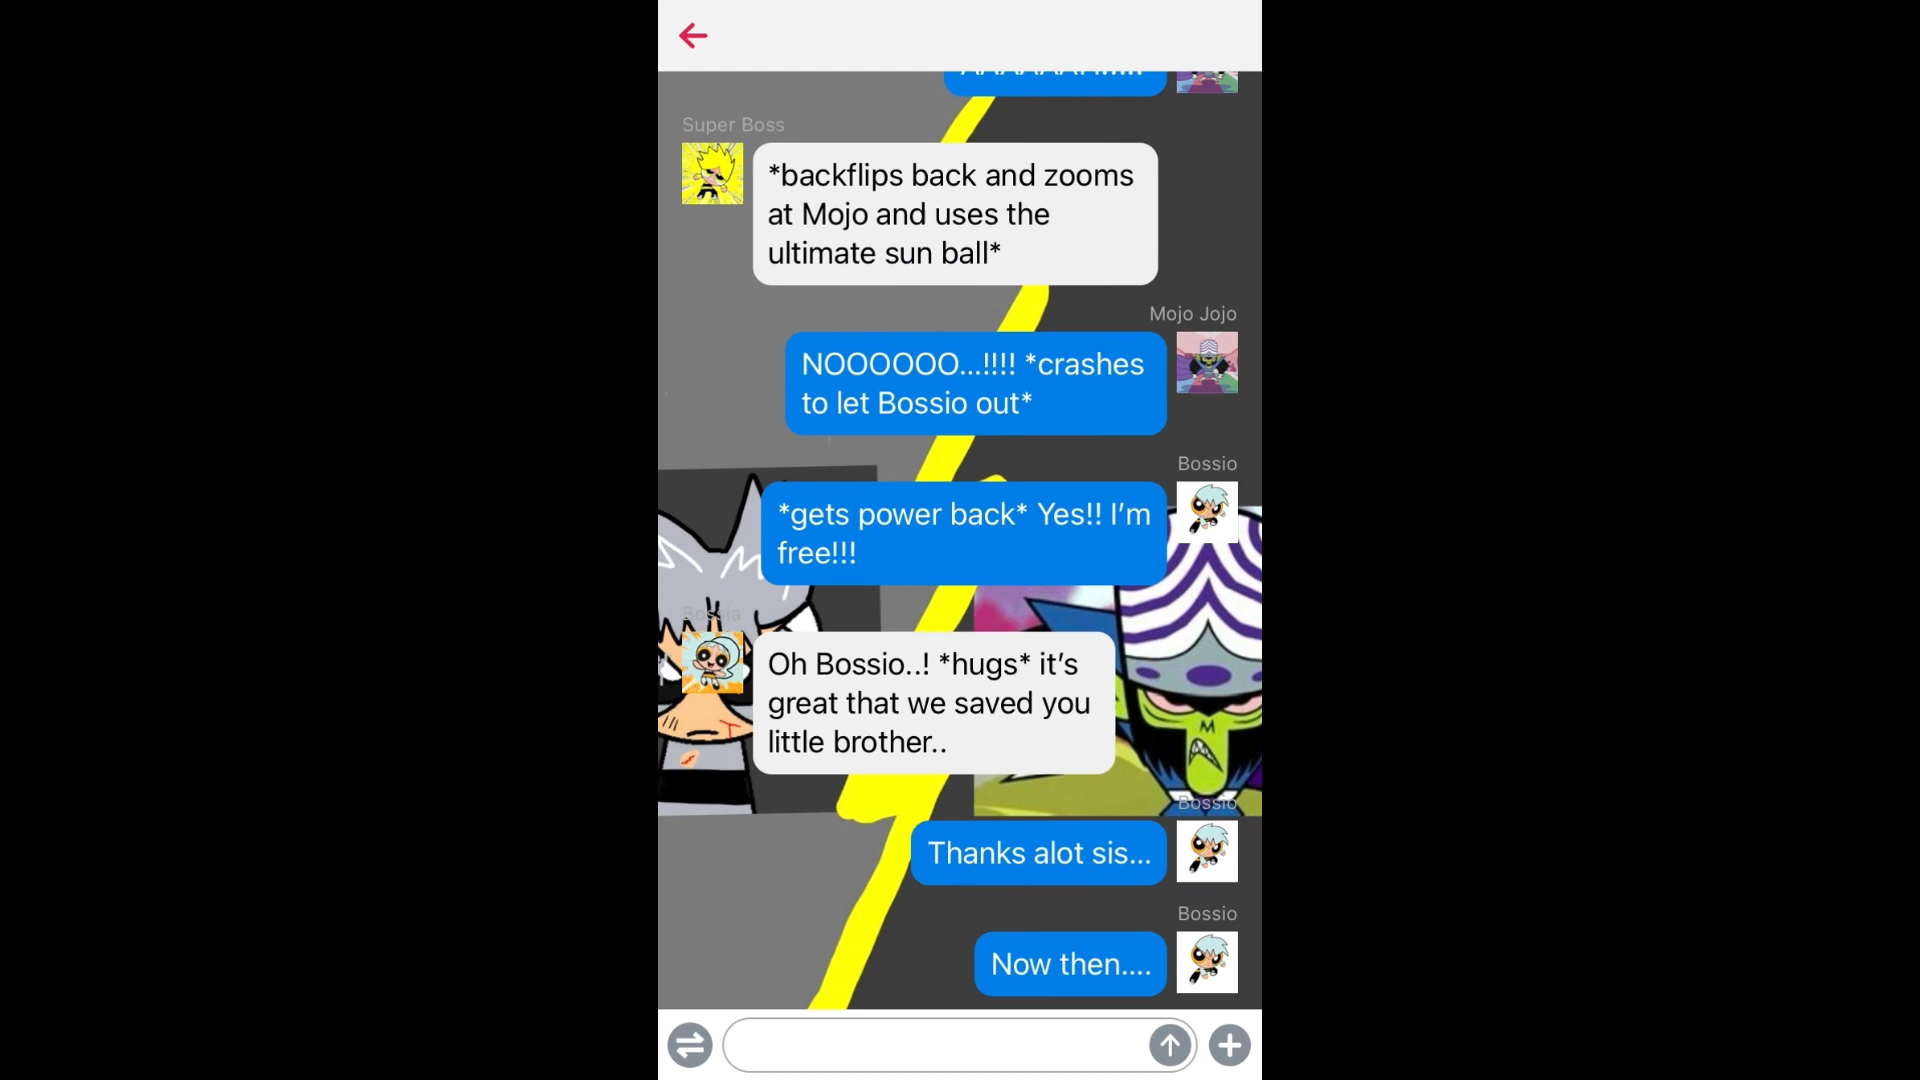 Super Boss
*backflips back and zooms
at Mojo and uses the
ultimate sun ball*
Mojo Jojo
NOOOOOO...!!!! *crashes
to let Bossio out*
Bossio
*gets power back* Yes!! I’m
free!!!
Bossia
Oh Bossio..! *hugs* it’s
great that we saved you
little brother..
M
Bossio
Thanks alot sis...
Bossio
Now then....